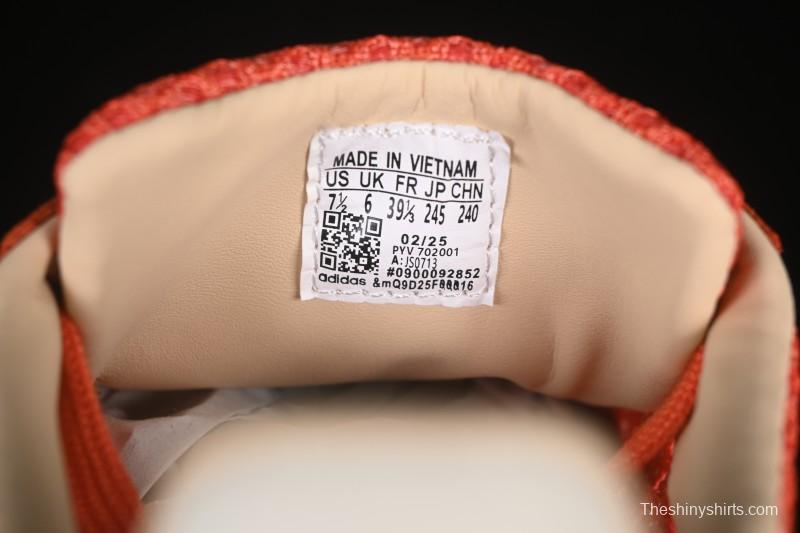 MADE IN VIETNAM
US UK FR JP CHN
7½ 6 39⅓ 245 240
02/25
PYV 702001
A: JS0713
#0900092852
adidas
Theshinyshirts.com